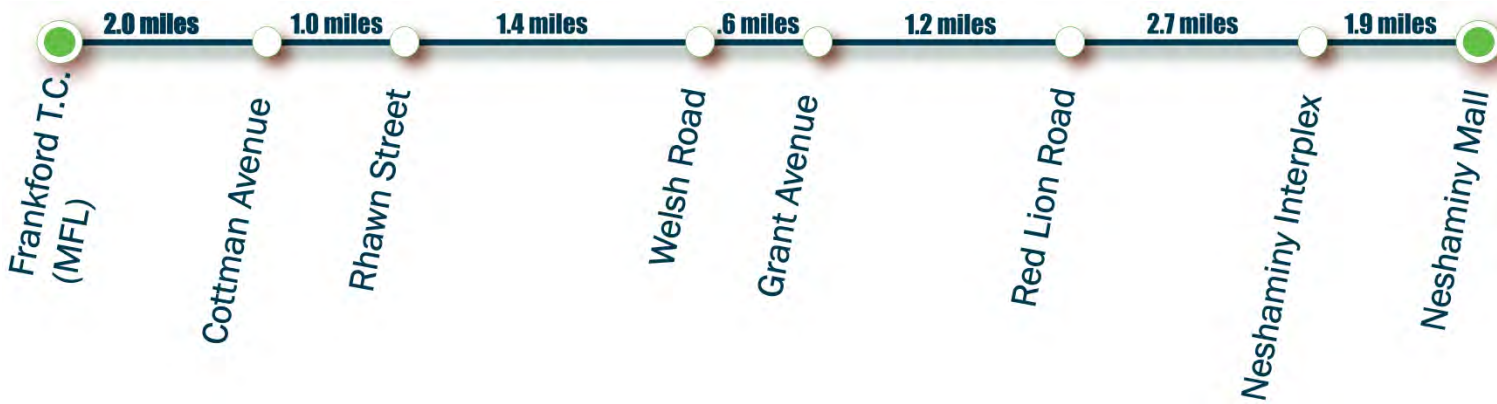 2.0 miles
1.0 miles
1.4 miles
.6 miles
1.2 miles
2.7 miles
1.9 miles
Frankford T.C.
(MFL)
Cottman Avenue
Rhawn Street
Welsh Road
Grant Avenue
Red Lion Road
Neshaminy Interplex
Neshaminy Mall